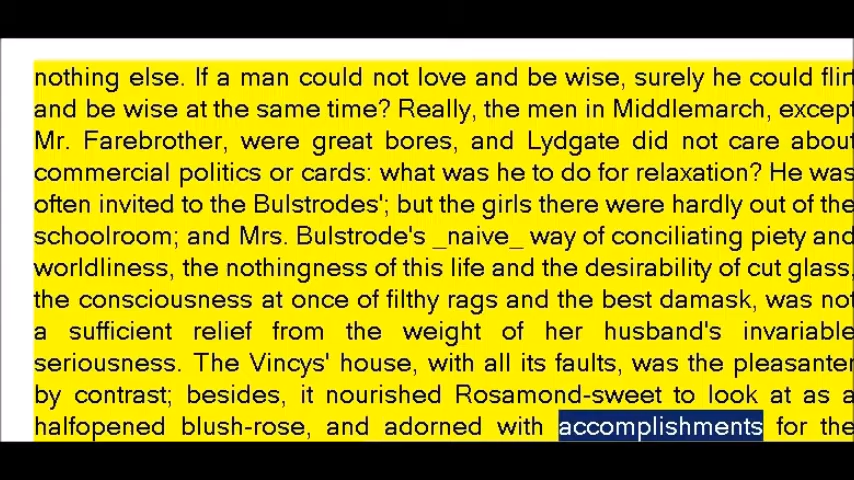 nothing else. If a man could not love and be wise, surely he could flirt
and be wise at the same time? Really, the men in Middlemarch, except
Mr. Farebrother, were great bores, and Lydgate did not care about
commercial politics or cards: what was he to do for relaxation? He was
often invited to the Bulstrodes'; but the girls there were hardly out of the
schoolroom; and Mrs. Bulstrode's _naive_ way of conciliating piety and
worldliness, the nothingness of this life and the desirability of cut glass,
the consciousness at once of filthy rags and the best damask, was not
a sufficient relief from the weight of her husband's invariable
seriousness. The Vincys' house, with all its faults, was the pleasanter
by contrast; besides, it nourished Rosamond-sweet to look at as a
halfopened blush-rose, and adorned with accomplishments for the